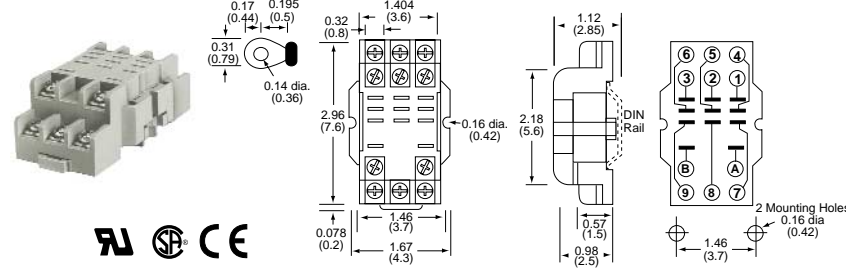 0.17
(0.44)
0.195
(0.5)
0.31
(0.79)
0.14 dia.
(0.36)
0.32
(0.8)
1.404
(3.6)
2.96
(7.6)
0.16 dia.
(0.42)
0.078
(0.2)
1.46
(3.7)
1.67
(4.3)
1.12
(2.85)
2.18
(5.6)
DIN
Rail
0.57
(1.5)
0.98
(2.5)
6 5 4
3 2 1
B A
9 8 7
2 Mounting Holes
0.16 dia
(0.42)
1.46
(3.7)
RU SA® CE